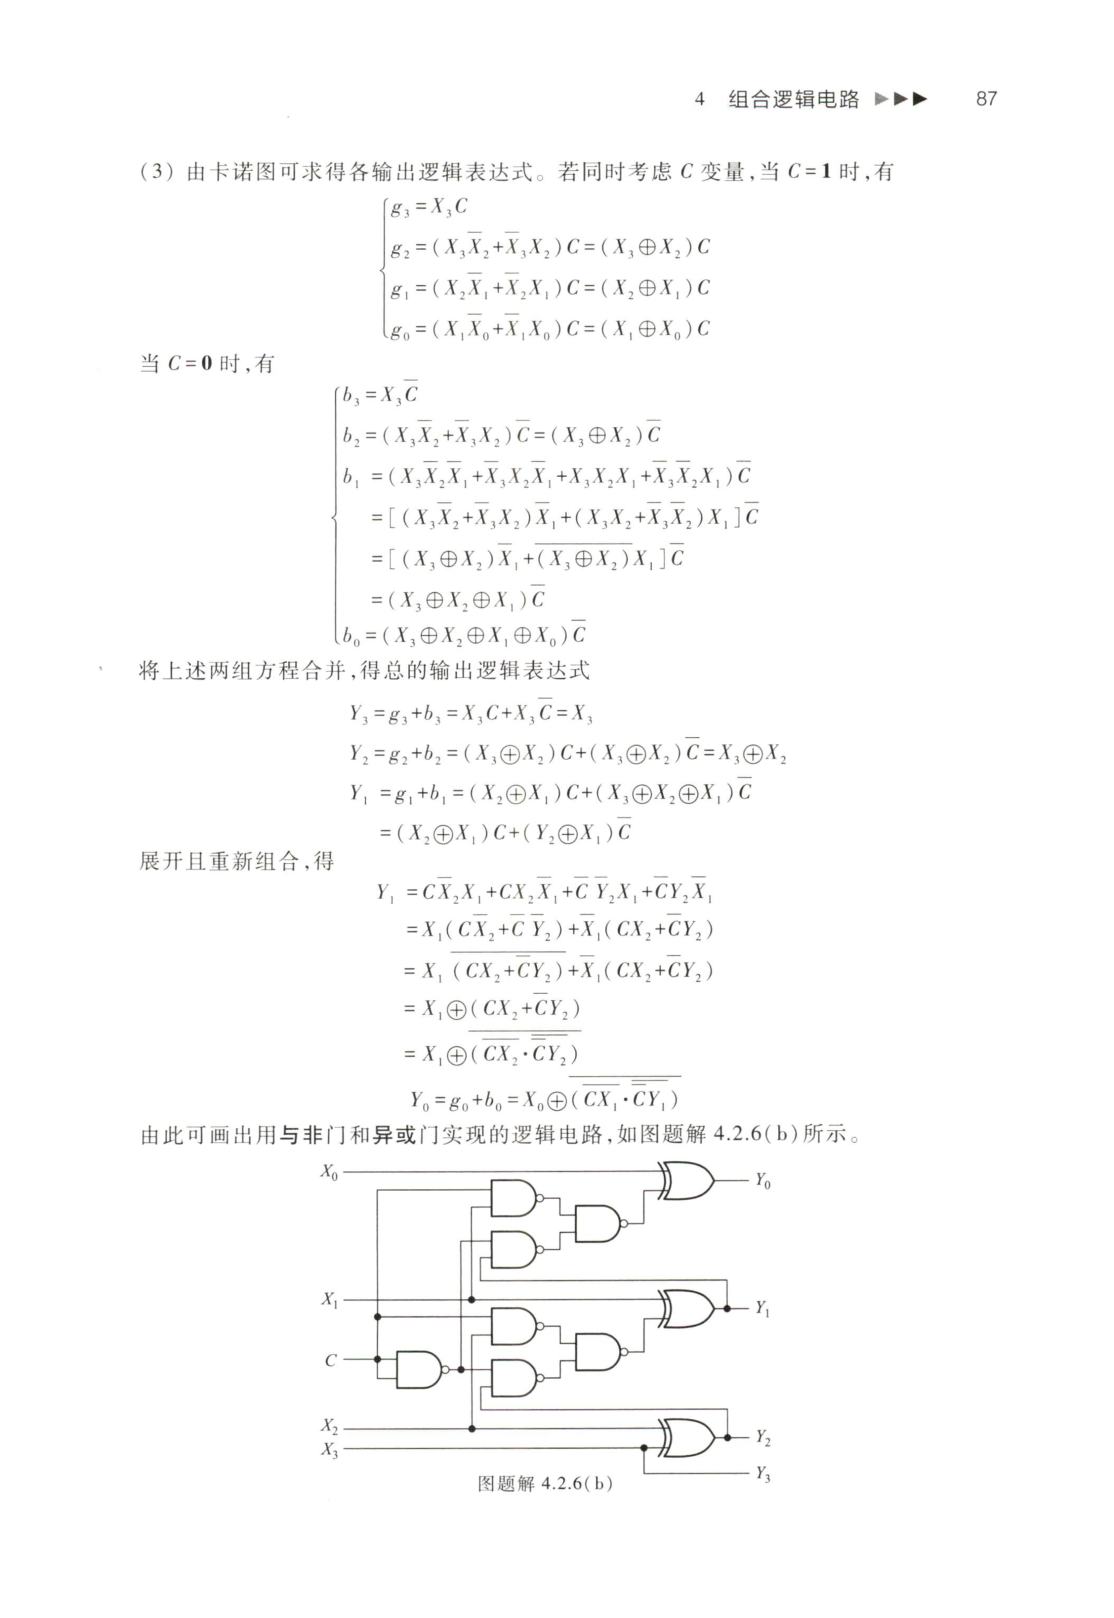 4 组合逻辑电路 ▶▶▶ 87
(3) 由卡诺图可求得各输出逻辑表达式。若同时考虑 C 变量,当 C=1 时,有
g₃=X₃C
g₂=(X₃X̅₂+X̅₃X₂)C=(X₃⊕X₂)C
g₁=(X₂X̅₁+X̅₂X₁)C=(X₂⊕X₁)C
g₀=(X₁X̅₀+X̅₁X₀)C=(X₁⊕X₀)C
当 C=0 时,有
b₃=X₃C̅
b₂=(X₃X̅₂+X̅₃X₂)C̅=(X₃⊕X₂)C̅
b₁=(X₃X̅₂X̅₁+X̅₃X₂X̅₁+X₃X₂X₁+X̅₃X̅₂X₁)C̅
=[(X₃X̅₂+X̅₃X₂)X̅₁+(X₃X₂+X̅₃X̅₂)X₁]C̅
=[(X₃⊕X₂)X̅₁+\overline{(X₃⊕X₂)}X₁]C̅
=(X₃⊕X₂⊕X₁)C̅
b₀=(X₃⊕X₂⊕X₁⊕X₀)C̅
将上述两组方程合并,得总的输出逻辑表达式
Y₃=g₃+b₃=X₃C+X₃C̅=X₃
Y₂=g₂+b₂=(X₃⊕X₂)C+(X₃⊕X₂)C̅=X₃⊕X₂
Y₁=g₁+b₁=(X₂⊕X₁)C+(X₃⊕X₂⊕X₁)C̅
=(X₂⊕X₁)C+(Y₂⊕X₁)C̅
展开且重新组合,得
Y₁=CX̅₂X₁+CX₂X̅₁+C̅ Y̅₂X₁+C̅Y₂X̅₁
=X₁(CX̅₂+C̅ Y̅₂)+X̅₁(CX₂+C̅Y₂)
=X₁\overline{(CX₂+C̅Y₂)}+X̅₁(CX₂+C̅Y₂)
=X₁⊕(CX₂+C̅Y₂)
=X₁⊕\overline{(\overline{CX₂}·\overline{C̅Y₂})}
Y₀=g₀+b₀=X₀⊕\overline{(\overline{CX₁}·\overline{C̅Y₁})}
由此可画出用与非门和异或门实现的逻辑电路,如图题解 4.2.6(b)所示。
X₀
Y₀
X₁
Y₁
C
X₂
Y₂
X₃
Y₃
图题解 4.2.6(b)